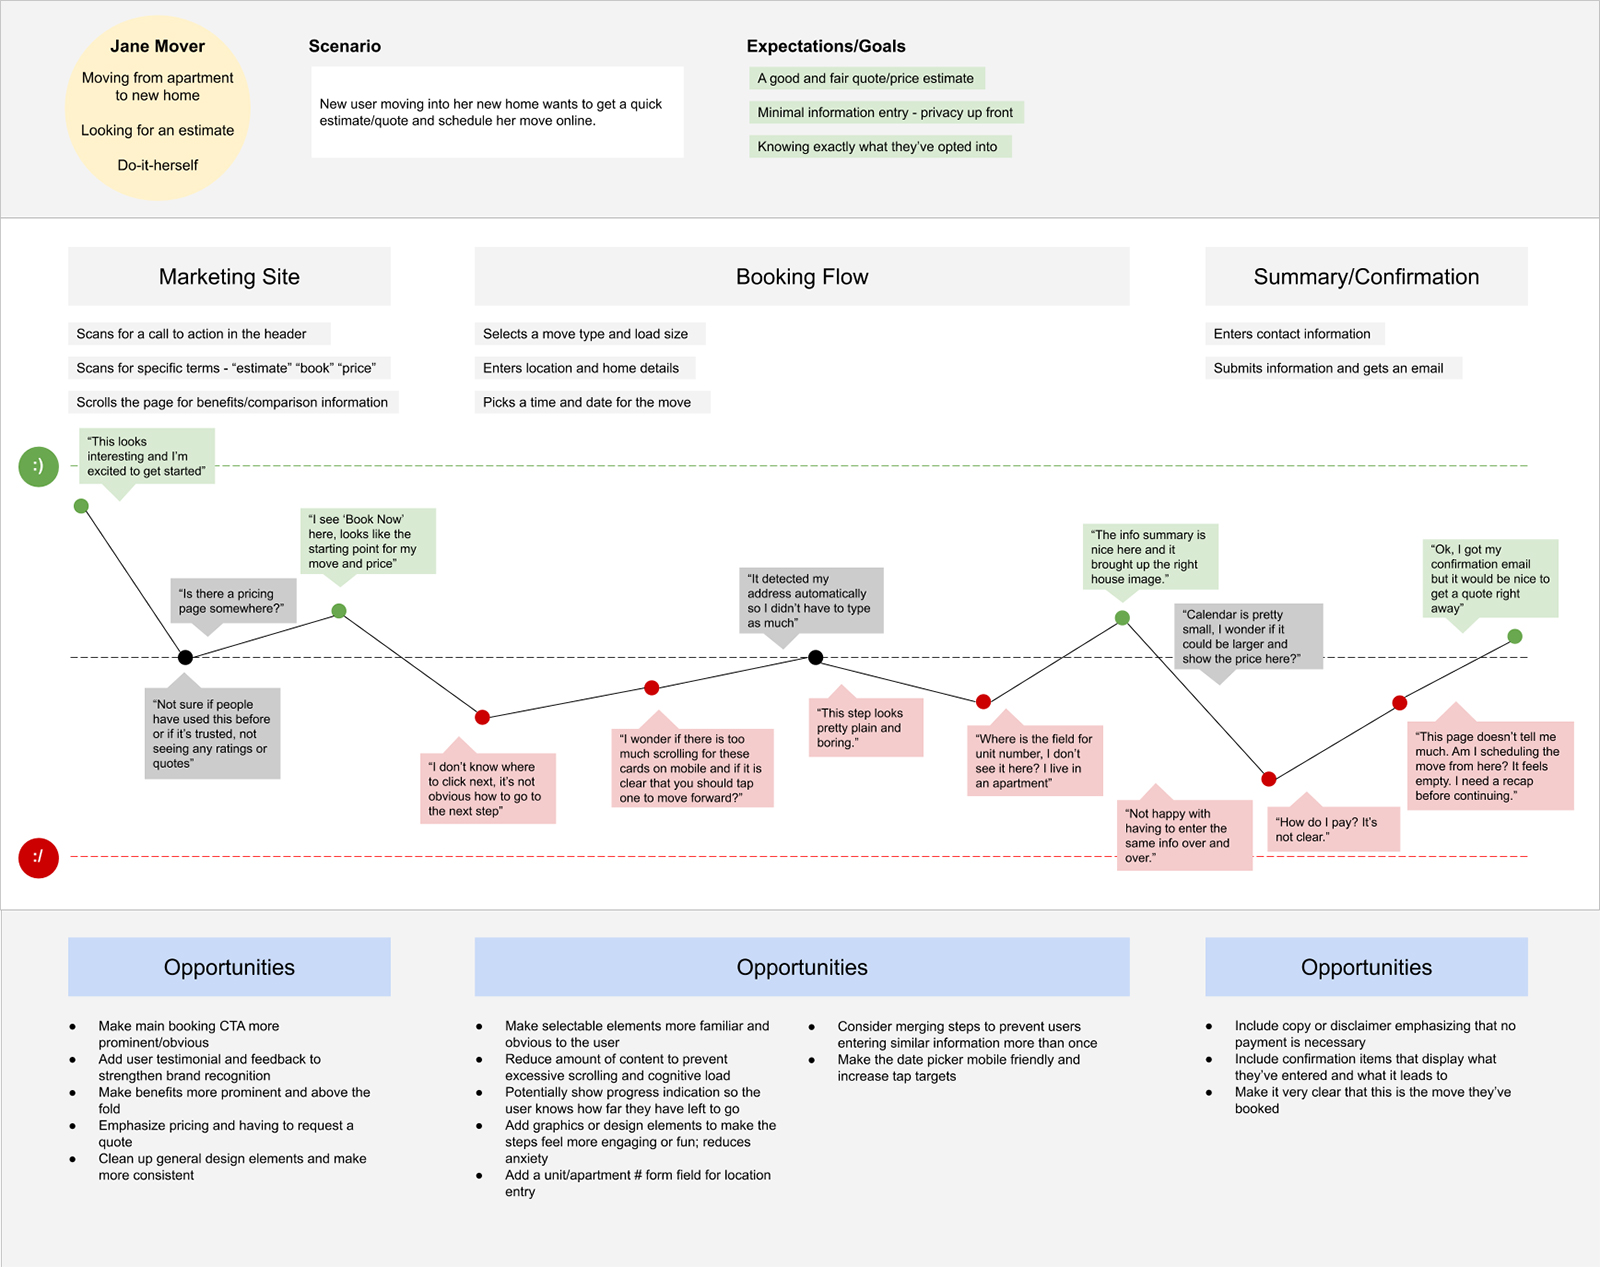 Jane Mover
Moving from apartment
to new home
Looking for an estimate
Do-it-herself
Scenario
New user moving into her new home wants to get a quick
estimate/quote and schedule her move online.
Expectations/Goals
A good and fair quote/price estimate
Minimal information entry - privacy up front
Knowing exactly what they’ve opted into
Marketing Site
Scans for a call to action in the header
Scans for specific terms - “estimate” “book” “price”
Scrolls the page for benefits/comparison information
Booking Flow
Selects a move type and load size
Enters location and home details
Picks a time and date for the move
Summary/Confirmation
Enters contact information
Submits information and gets an email
:)
“This looks
interesting and I’m
excited to get started”
“Is there a pricing
page somewhere?”
“Not sure if people
have used this before
or if it’s trusted, not
seeing any ratings or
quotes”
“I see ‘Book Now’
here, looks like the
starting point for my
move and price”
“I don’t know where
to click next, it’s not
obvious how to go to
the next step”
“I wonder if there is too
much scrolling for these
cards on mobile and if it is
clear that you should tap
one to move forward?”
“It detected my
address automatically
so I didn’t have to type
as much”
“This step looks
pretty plain and
boring.”
“Where is the field for
unit number, I don’t
see it here? I live in
an apartment”
“The info summary is
nice here and it
brought up the right
house image.”
“Not happy with
having to enter the
same info over and
over.”
“Calendar is pretty
small, I wonder if it
could be larger and
show the price here?”
“How do I pay? It’s
not clear.”
“This page doesn’t tell me
much. Am I scheduling the
move from here? It feels
empty. I need a recap
before continuing.”
“Ok, I got my
confirmation email
but it would be nice to
get a quote right
away”
:/
Opportunities
● Make main booking CTA more
prominent/obvious
● Add user testimonial and feedback to
strengthen brand recognition
● Make benefits more prominent and above the
fold
● Emphasize pricing and having to request a
quote
● Clean up general design elements and make
more consistent
Opportunities
● Make selectable elements more familiar and
obvious to the user
● Reduce amount of content to prevent
excessive scrolling and cognitive load
● Potentially show progress indication so the
user knows how far they have left to go
● Add graphics or design elements to make the
steps feel more engaging or fun; reduces
anxiety
● Add a unit/apartment # form field for location
entry
● Consider merging steps to prevent users
entering similar information more than once
● Make the date picker mobile friendly and
increase tap targets
Opportunities
● Include copy or disclaimer emphasizing that no
payment is necessary
● Include confirmation items that display what
they’ve entered and what it leads to
● Make it very clear that this is the move they’ve
booked